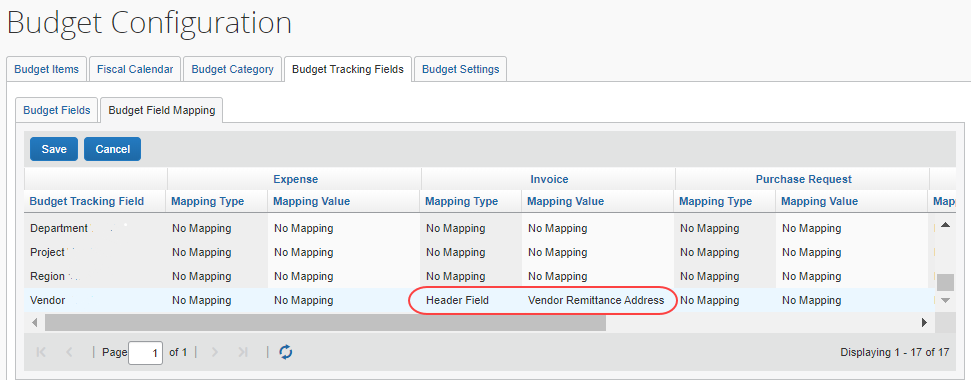 Budget Configuration
Budget Items Fiscal Calendar Budget Category Budget Tracking Fields Budget Settings
Budget Fields Budget Field Mapping
Save Cancel
Expense Invoice Purchase Request
Budget Tracking Field Mapping Type Mapping Value Mapping Type Mapping Value Mapping Type Mapping Value
Department No Mapping No Mapping No Mapping No Mapping No Mapping No Mapping
Project No Mapping No Mapping No Mapping No Mapping No Mapping No Mapping
Region No Mapping No Mapping No Mapping No Mapping No Mapping No Mapping
Vendor No Mapping No Mapping Header Field Vendor Remittance Address No Mapping No Mapping
Page 1 of 1 Displaying 1 - 17 of 17